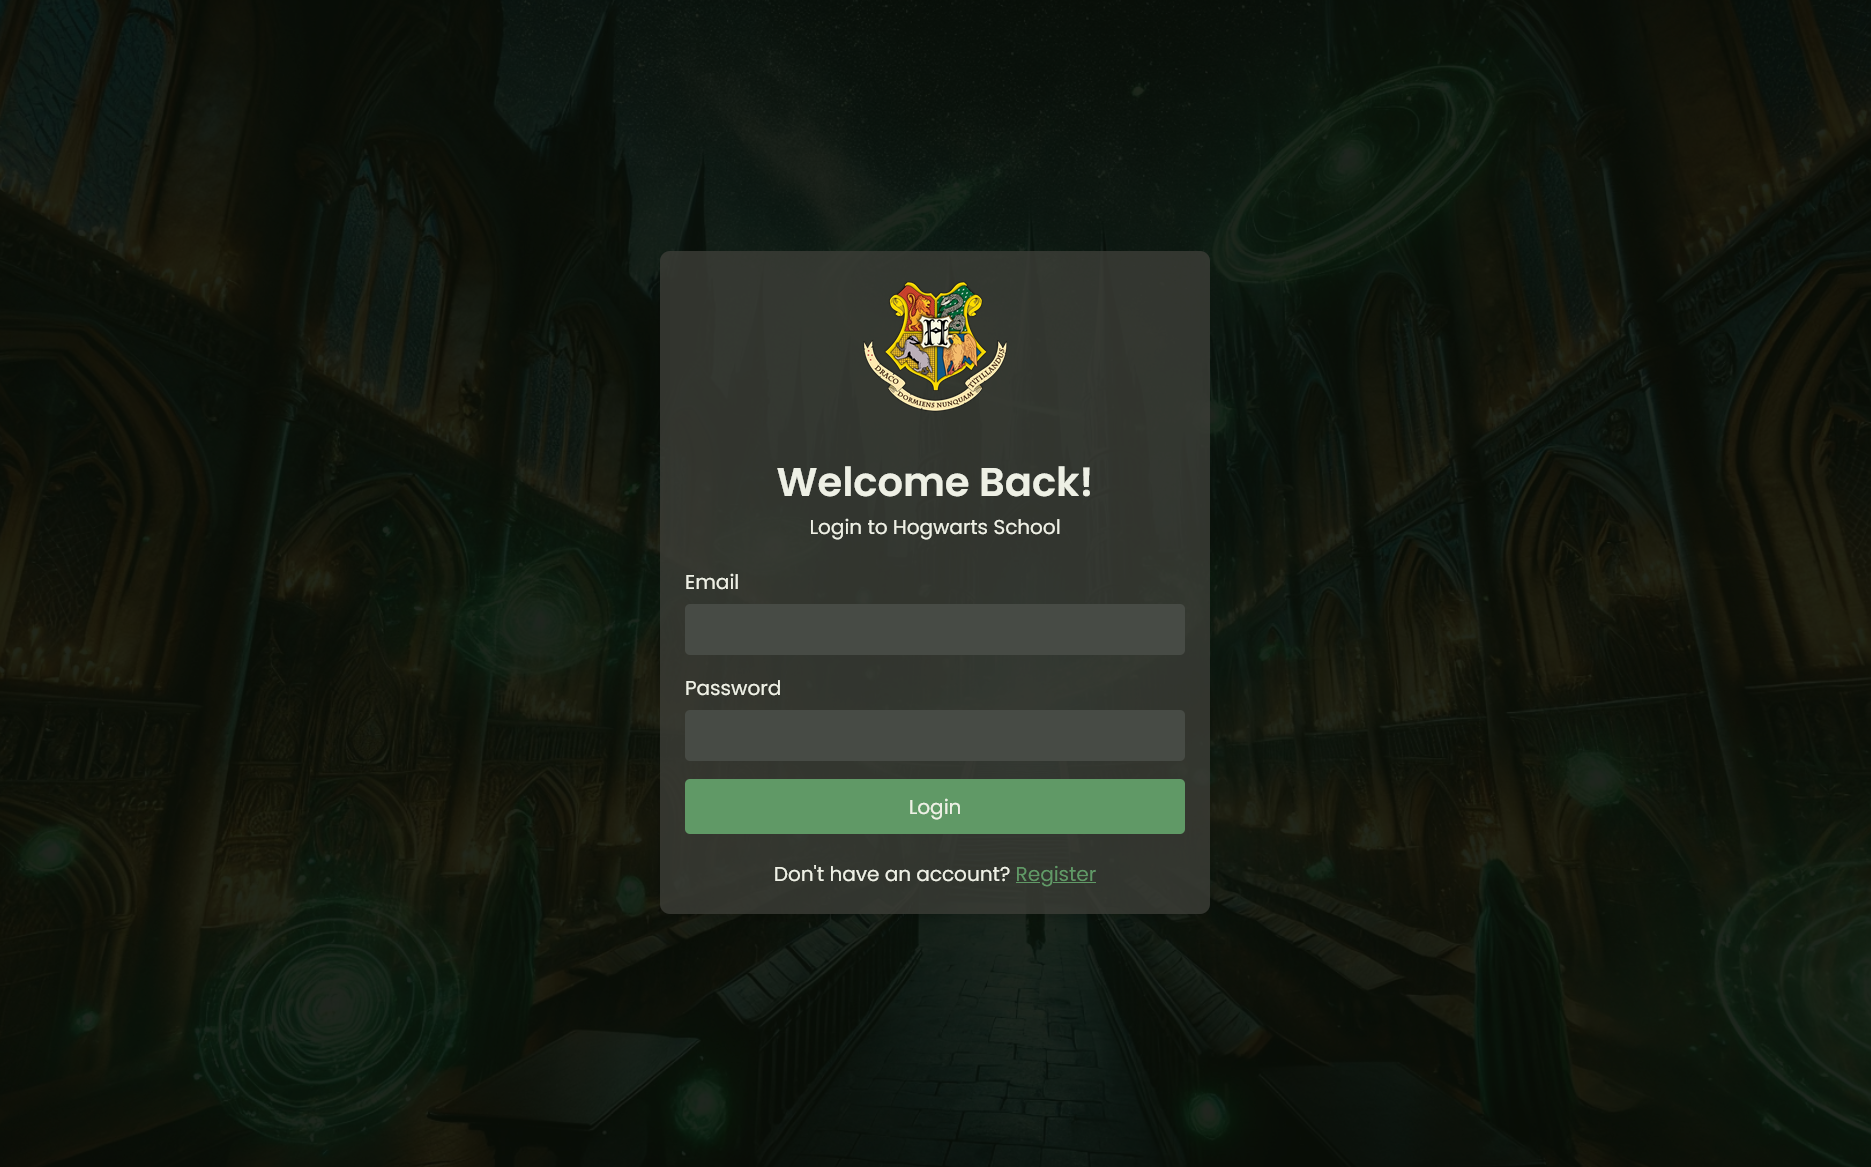 H
DRACO DORMIENS NUNQUAM TITILLANDUS
Welcome Back!
Login to Hogwarts School
Email
Password
Login
Don't have an account? Register